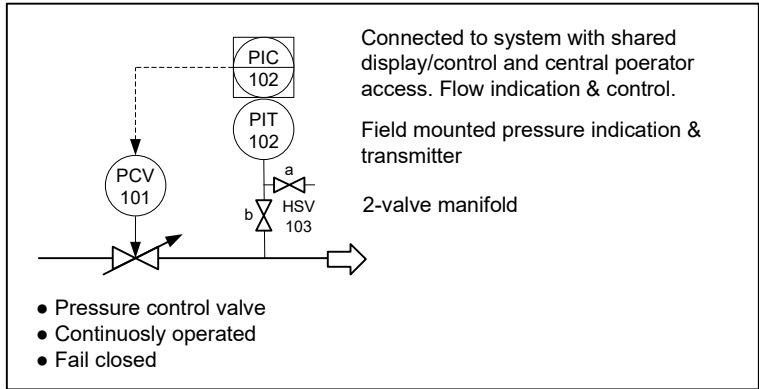 PIC
102
Connected to system with shared
display/control and central poerator
access. Flow indication & control.
PIT
102
Field mounted pressure indication &
transmitter
PCV
101
a
b
HSV
103
2-valve manifold
● Pressure control valve
● Continuosly operated
● Fail closed